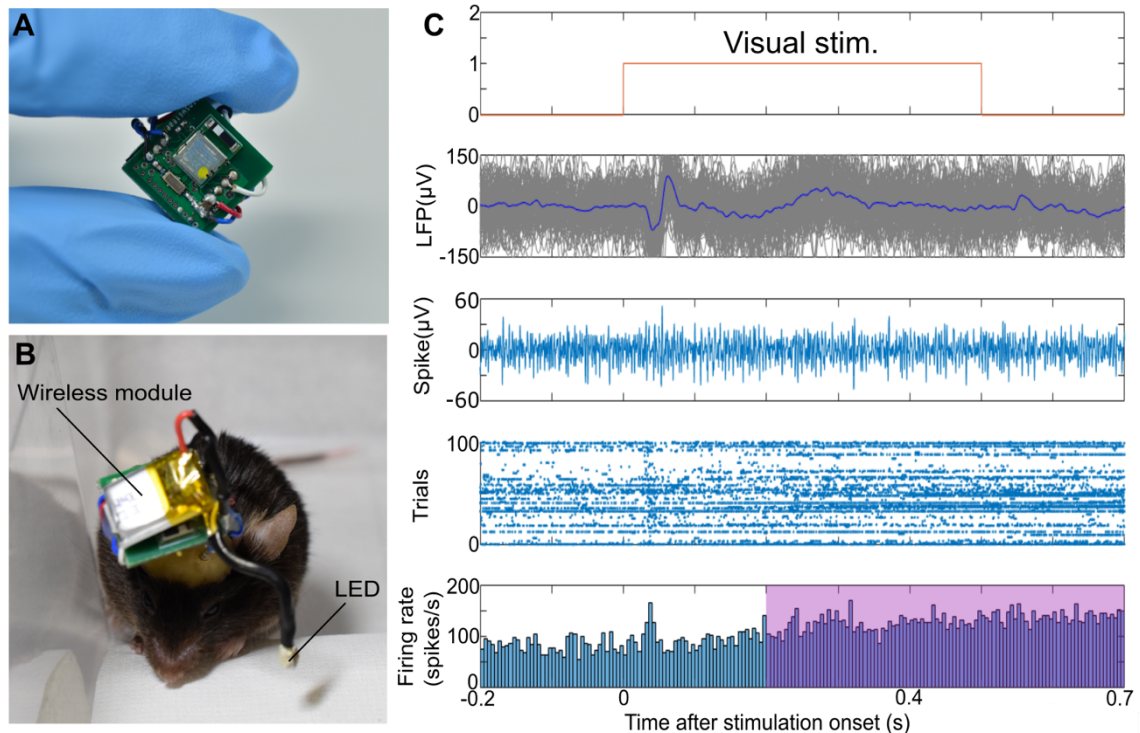 A
B
Wireless module
LED
C
Visual stim.
2
1
0
LFP(µV)
150
0
-150
Spike(µV)
60
0
-60
Trials
100
0
Firing rate
(spikes/s)
200
100
0
-0.2
0
0.4
0.7
Time after stimulation onset (s)